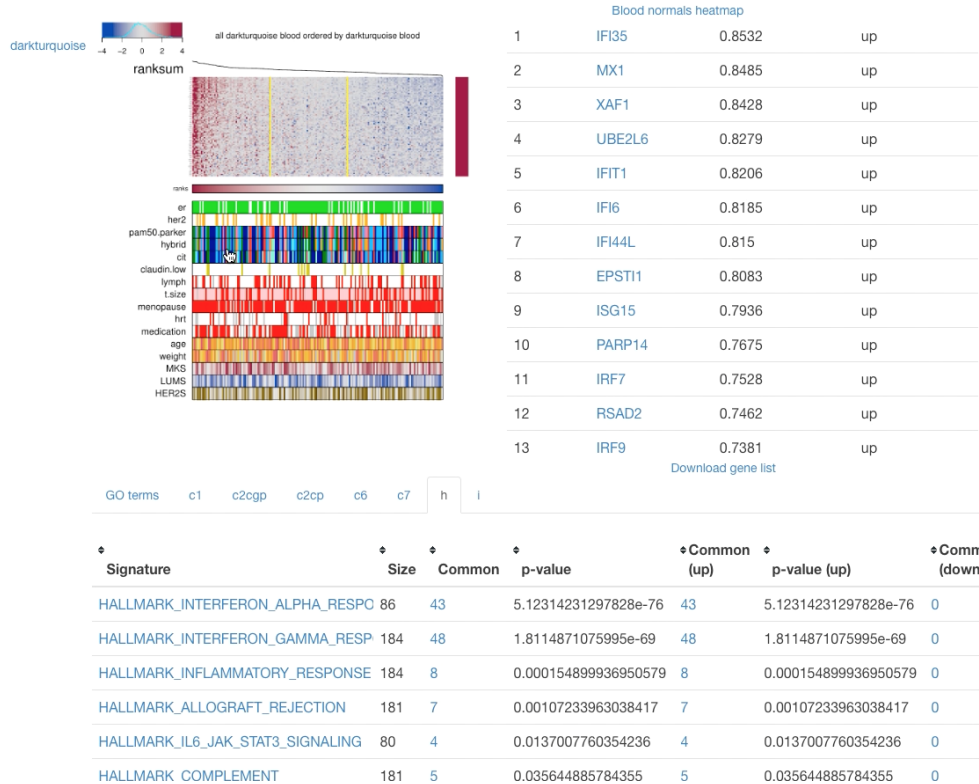 Blood normals heatmap
darkturquoise
-4 -2 0 2 4
all darkturquoise blood ordered by darkturquoise blood
ranksum
ranks
er
her2
pam50.parker
hybrid
cit
claudin.low
lymph
t.size
menopause
hrt
medication
age
weight
MKS
LUMS
HER2S
1 IFI35 0.8532 up
2 MX1 0.8485 up
3 XAF1 0.8428 up
4 UBE2L6 0.8279 up
5 IFIT1 0.8206 up
6 IFI6 0.8185 up
7 IFI44L 0.815 up
8 EPSTI1 0.8083 up
9 ISG15 0.7936 up
10 PARP14 0.7675 up
11 IRF7 0.7528 up
12 RSAD2 0.7462 up
13 IRF9 0.7381 up
Download gene list
GO terms c1 c2cgp c2cp c6 c7 h i
Signature Size Common p-value Common (up) p-value (up) Comm (down
HALLMARK_INTERFERON_ALPHA_RESPO 86 43 5.12314231297828e-76 43 5.12314231297828e-76 0
HALLMARK_INTERFERON_GAMMA_RESP 184 48 1.8114871075995e-69 48 1.8114871075995e-69 0
HALLMARK_INFLAMMATORY_RESPONSE 184 8 0.000154899936950579 8 0.000154899936950579 0
HALLMARK_ALLOGRAFT_REJECTION 181 7 0.00107233963038417 7 0.00107233963038417 0
HALLMARK_IL6_JAK_STAT3_SIGNALING 80 4 0.0137007760354236 4 0.0137007760354236 0
HALLMARK_COMPLEMENT 181 5 0.035644885784355 5 0.035644885784355 0